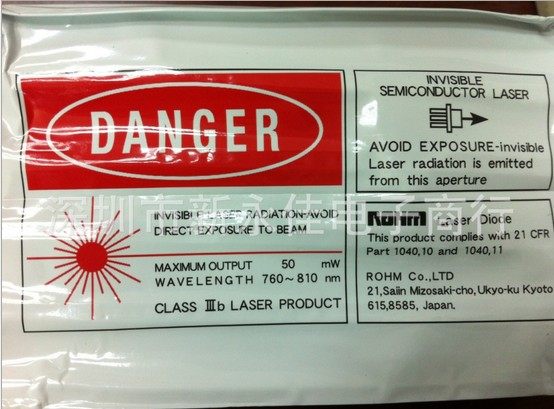 DANGER
INVISIBLE LASER RADIATION-AVOID
DIRECT EXPOSURE TO BEAM
MAXIMUM OUTPUT 50 mW
WAVELENGTH 760~810 nm
CLASS Ⅲb LASER PRODUCT
INVISIBLE
SEMICONDUCTOR LASER
AVOID EXPOSURE-invisible
Laser radiation is emitted
from this aperture
ROHM Laser Diode
This product complies with 21 CFR
Part 1040,10 and 1040,11
ROHM Co.,LTD
21,Saiin Mizosaki-cho,Ukyo-ku Kyoto
615,8585, Japan.
深圳市新永佳电子商行